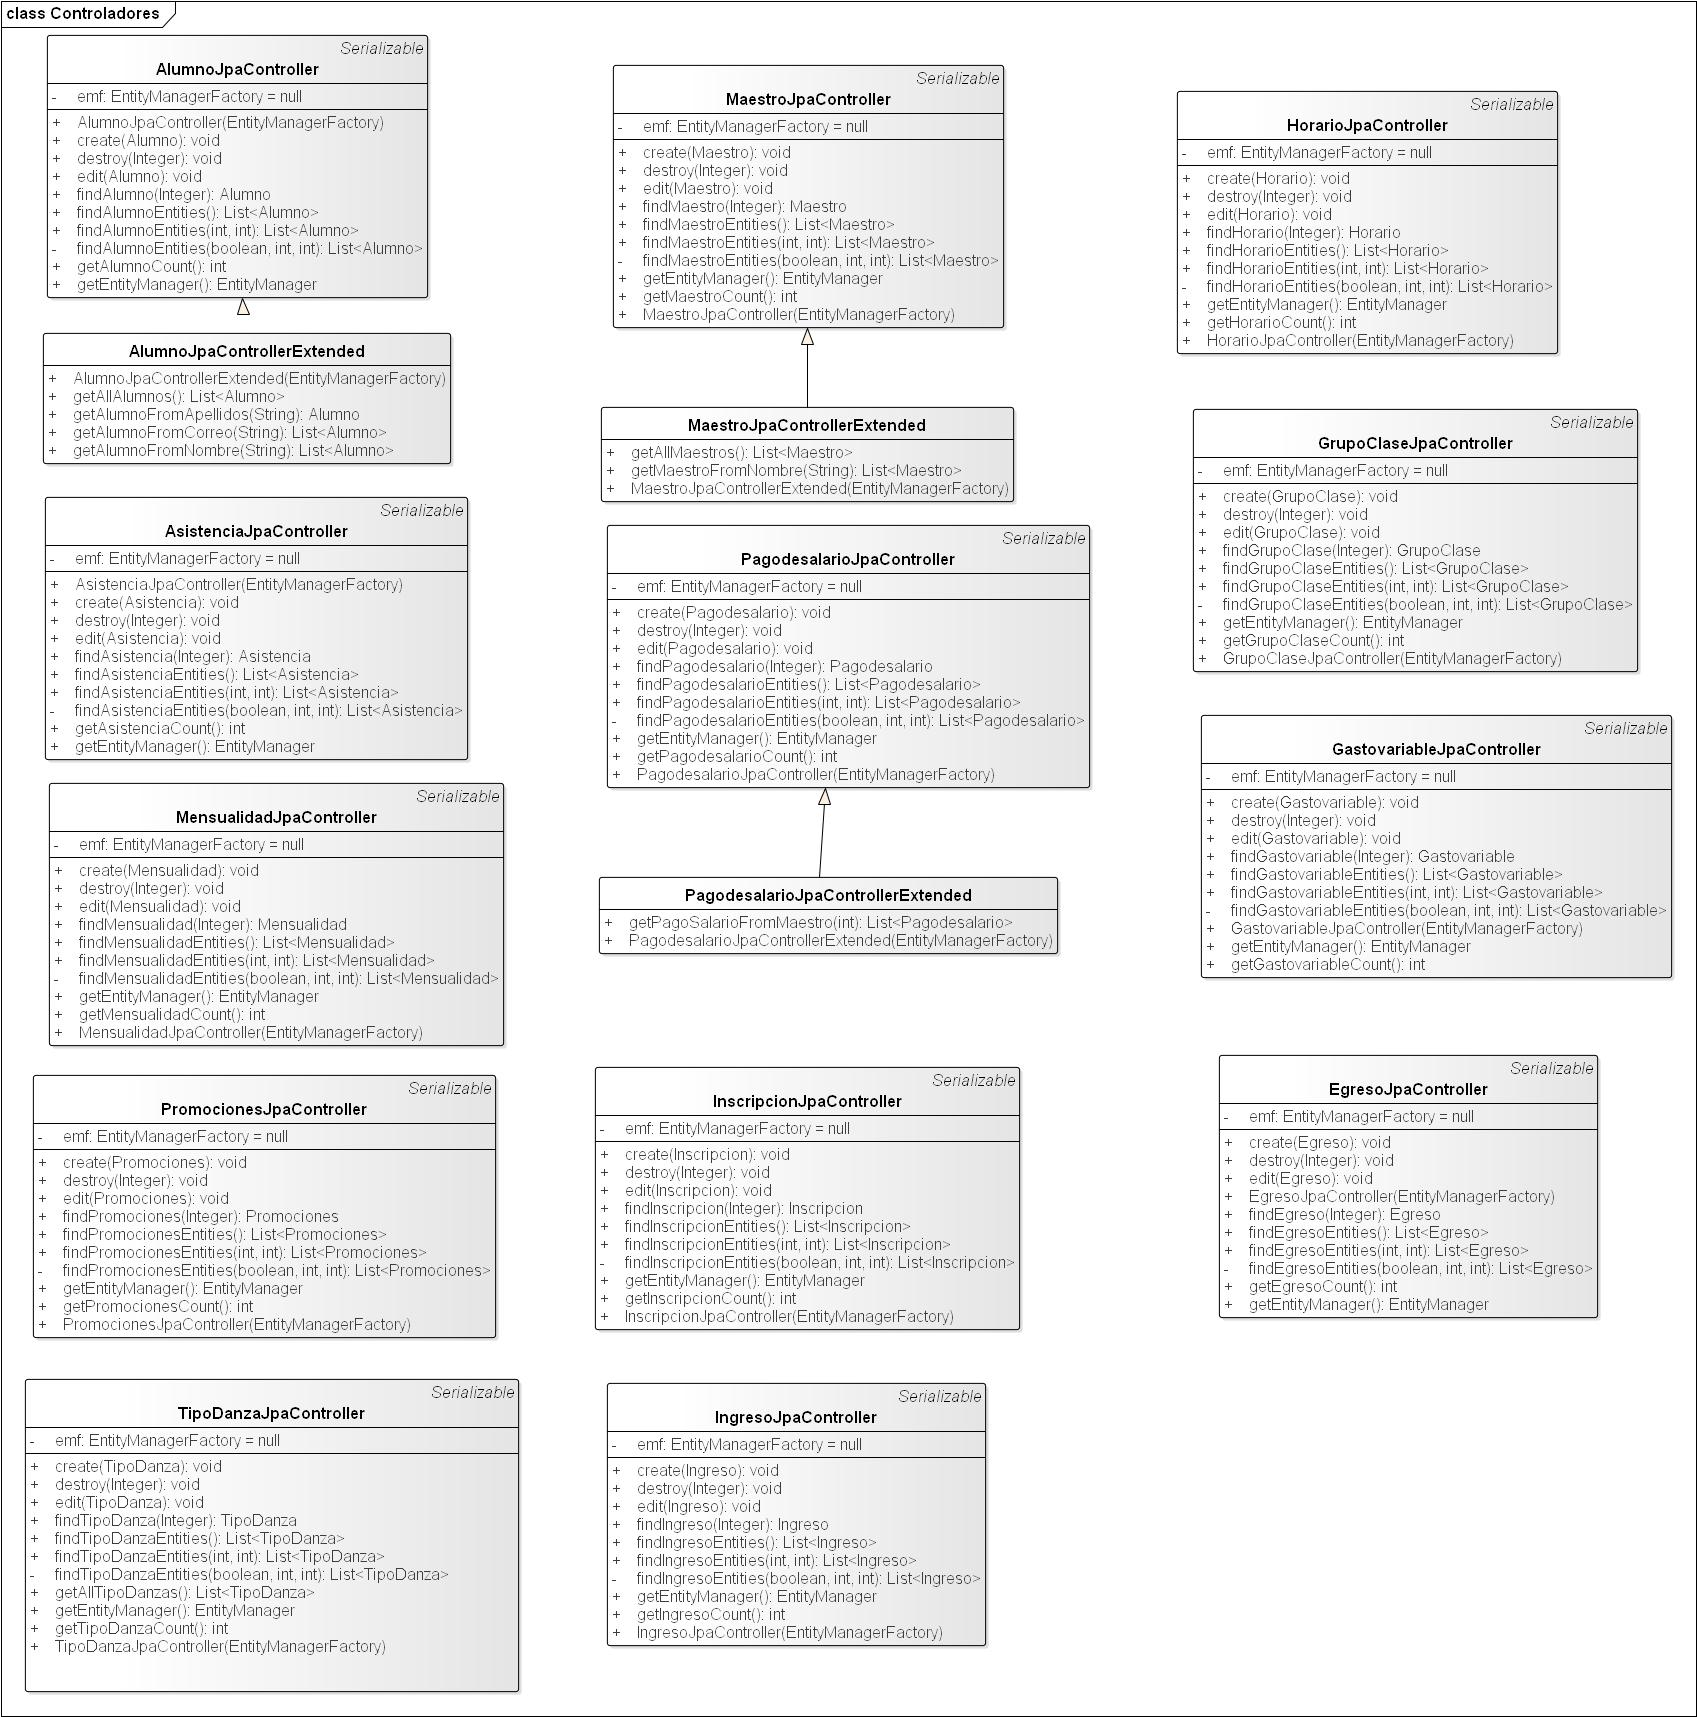 class Controladores
Serializable
AlumnoJpaController
- emf: EntityManagerFactory = null
+ AlumnoJpaController(EntityManagerFactory)
+ create(Alumno): void
+ destroy(Integer): void
+ edit(Alumno): void
+ findAlumno(Integer): Alumno
+ findAlumnoEntities(): List<Alumno>
+ findAlumnoEntities(int, int): List<Alumno>
- findAlumnoEntities(boolean, int, int): List<Alumno>
+ getAlumnoCount(): int
+ getEntityManager(): EntityManager
AlumnoJpaControllerExtended
+ AlumnoJpaControllerExtended(EntityManagerFactory)
+ getAllAlumnos(): List<Alumno>
+ getAlumnoFromApellidos(String): Alumno
+ getAlumnoFromCorreo(String): List<Alumno>
+ getAlumnoFromNombre(String): List<Alumno>
Serializable
AsistenciaJpaController
- emf: EntityManagerFactory = null
+ AsistenciaJpaController(EntityManagerFactory)
+ create(Asistencia): void
+ destroy(Integer): void
+ edit(Asistencia): void
+ findAsistencia(Integer): Asistencia
+ findAsistenciaEntities(): List<Asistencia>
+ findAsistenciaEntities(int, int): List<Asistencia>
- findAsistenciaEntities(boolean, int, int): List<Asistencia>
+ getAsistenciaCount(): int
+ getEntityManager(): EntityManager
Serializable
MensualidadJpaController
- emf: EntityManagerFactory = null
+ create(Mensualidad): void
+ destroy(Integer): void
+ edit(Mensualidad): void
+ findMensualidad(Integer): Mensualidad
+ findMensualidadEntities(): List<Mensualidad>
+ findMensualidadEntities(int, int): List<Mensualidad>
- findMensualidadEntities(boolean, int, int): List<Mensualidad>
+ getEntityManager(): EntityManager
+ getMensualidadCount(): int
+ MensualidadJpaController(EntityManagerFactory)
Serializable
PromocionesJpaController
- emf: EntityManagerFactory = null
+ create(Promociones): void
+ destroy(Integer): void
+ edit(Promociones): void
+ findPromociones(Integer): Promociones
+ findPromocionesEntities(): List<Promociones>
+ findPromocionesEntities(int, int): List<Promociones>
- findPromocionesEntities(boolean, int, int): List<Promociones>
+ getEntityManager(): EntityManager
+ getPromocionesCount(): int
+ PromocionesJpaController(EntityManagerFactory)
Serializable
TipoDanzaJpaController
- emf: EntityManagerFactory = null
+ create(TipoDanza): void
+ destroy(Integer): void
+ edit(TipoDanza): void
+ findTipoDanza(Integer): TipoDanza
+ findTipoDanzaEntities(): List<TipoDanza>
+ findTipoDanzaEntities(int, int): List<TipoDanza>
- findTipoDanzaEntities(boolean, int, int): List<TipoDanza>
+ getAllTipoDanzas(): List<TipoDanza>
+ getEntityManager(): EntityManager
+ getTipoDanzaCount(): int
+ TipoDanzaJpaController(EntityManagerFactory)
Serializable
MaestroJpaController
- emf: EntityManagerFactory = null
+ create(Maestro): void
+ destroy(Integer): void
+ edit(Maestro): void
+ findMaestro(Integer): Maestro
+ findMaestroEntities(): List<Maestro>
+ findMaestroEntities(int, int): List<Maestro>
- findMaestroEntities(boolean, int, int): List<Maestro>
+ getEntityManager(): EntityManager
+ getMaestroCount(): int
+ MaestroJpaController(EntityManagerFactory)
MaestroJpaControllerExtended
+ getAllMaestros(): List<Maestro>
+ getMaestroFromNombre(String): List<Maestro>
+ MaestroJpaControllerExtended(EntityManagerFactory)
Serializable
PagodesalarioJpaController
- emf: EntityManagerFactory = null
+ create(Pagodesalario): void
+ destroy(Integer): void
+ edit(Pagodesalario): void
+ findPagodesalario(Integer): Pagodesalario
+ findPagodesalarioEntities(): List<Pagodesalario>
+ findPagodesalarioEntities(int, int): List<Pagodesalario>
- findPagodesalarioEntities(boolean, int, int): List<Pagodesalario>
+ getEntityManager(): EntityManager
+ getPagodesalarioCount(): int
+ PagodesalarioJpaController(EntityManagerFactory)
PagodesalarioJpaControllerExtended
+ getPagoSalarioFromMaestro(int): List<Pagodesalario>
+ PagodesalarioJpaControllerExtended(EntityManagerFactory)
Serializable
InscripcionJpaController
- emf: EntityManagerFactory = null
+ create(Inscripcion): void
+ destroy(Integer): void
+ edit(Inscripcion): void
+ findInscripcion(Integer): Inscripcion
+ findInscripcionEntities(): List<Inscripcion>
+ findInscripcionEntities(int, int): List<Inscripcion>
- findInscripcionEntities(boolean, int, int): List<Inscripcion>
+ getEntityManager(): EntityManager
+ getInscripcionCount(): int
+ InscripcionJpaController(EntityManagerFactory)
Serializable
IngresoJpaController
- emf: EntityManagerFactory = null
+ create(Ingreso): void
+ destroy(Integer): void
+ edit(Ingreso): void
+ findIngreso(Integer): Ingreso
+ findIngresoEntities(): List<Ingreso>
+ findIngresoEntities(int, int): List<Ingreso>
- findIngresoEntities(boolean, int, int): List<Ingreso>
+ getEntityManager(): EntityManager
+ getIngresoCount(): int
+ IngresoJpaController(EntityManagerFactory)
Serializable
HorarioJpaController
- emf: EntityManagerFactory = null
+ create(Horario): void
+ destroy(Integer): void
+ edit(Horario): void
+ findHorario(Integer): Horario
+ findHorarioEntities(): List<Horario>
+ findHorarioEntities(int, int): List<Horario>
- findHorarioEntities(boolean, int, int): List<Horario>
+ getEntityManager(): EntityManager
+ getHorarioCount(): int
+ HorarioJpaController(EntityManagerFactory)
Serializable
GrupoClaseJpaController
- emf: EntityManagerFactory = null
+ create(GrupoClase): void
+ destroy(Integer): void
+ edit(GrupoClase): void
+ findGrupoClase(Integer): GrupoClase
+ findGrupoClaseEntities(): List<GrupoClase>
+ findGrupoClaseEntities(int, int): List<GrupoClase>
- findGrupoClaseEntities(boolean, int, int): List<GrupoClase>
+ getEntityManager(): EntityManager
+ getGrupoClaseCount(): int
+ GrupoClaseJpaController(EntityManagerFactory)
Serializable
GastovariableJpaController
- emf: EntityManagerFactory = null
+ create(Gastovariable): void
+ destroy(Integer): void
+ edit(Gastovariable): void
+ findGastovariable(Integer): Gastovariable
+ findGastovariableEntities(): List<Gastovariable>
+ findGastovariableEntities(int, int): List<Gastovariable>
- findGastovariableEntities(boolean, int, int): List<Gastovariable>
+ GastovariableJpaController(EntityManagerFactory)
+ getEntityManager(): EntityManager
+ getGastovariableCount(): int
Serializable
EgresoJpaController
- emf: EntityManagerFactory = null
+ create(Egreso): void
+ destroy(Integer): void
+ edit(Egreso): void
+ EgresoJpaController(EntityManagerFactory)
+ findEgreso(Integer): Egreso
+ findEgresoEntities(): List<Egreso>
+ findEgresoEntities(int, int): List<Egreso>
- findEgresoEntities(boolean, int, int): List<Egreso>
+ getEgresoCount(): int
+ getEntityManager(): EntityManager